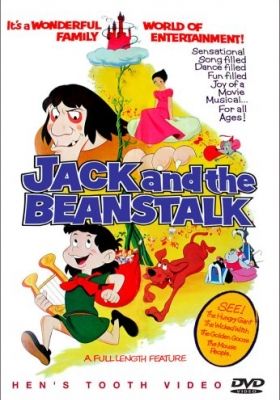 It's a WONDERFUL WORLD OF
FAMILY ENTERTAINMENT!
Sensational
Song filled
Dance filled
Fun filled
Joy of a
Movie
Musical...
For all
Ages!
JACK and the
BEANSTALK
SEE!
The Hungry Giant
The Wicked Witch
The Golden Goose
The Mouse
People.
A FULL LENGTH FEATURE
HEN'S TOOTH VIDEO DVD
VIDEO